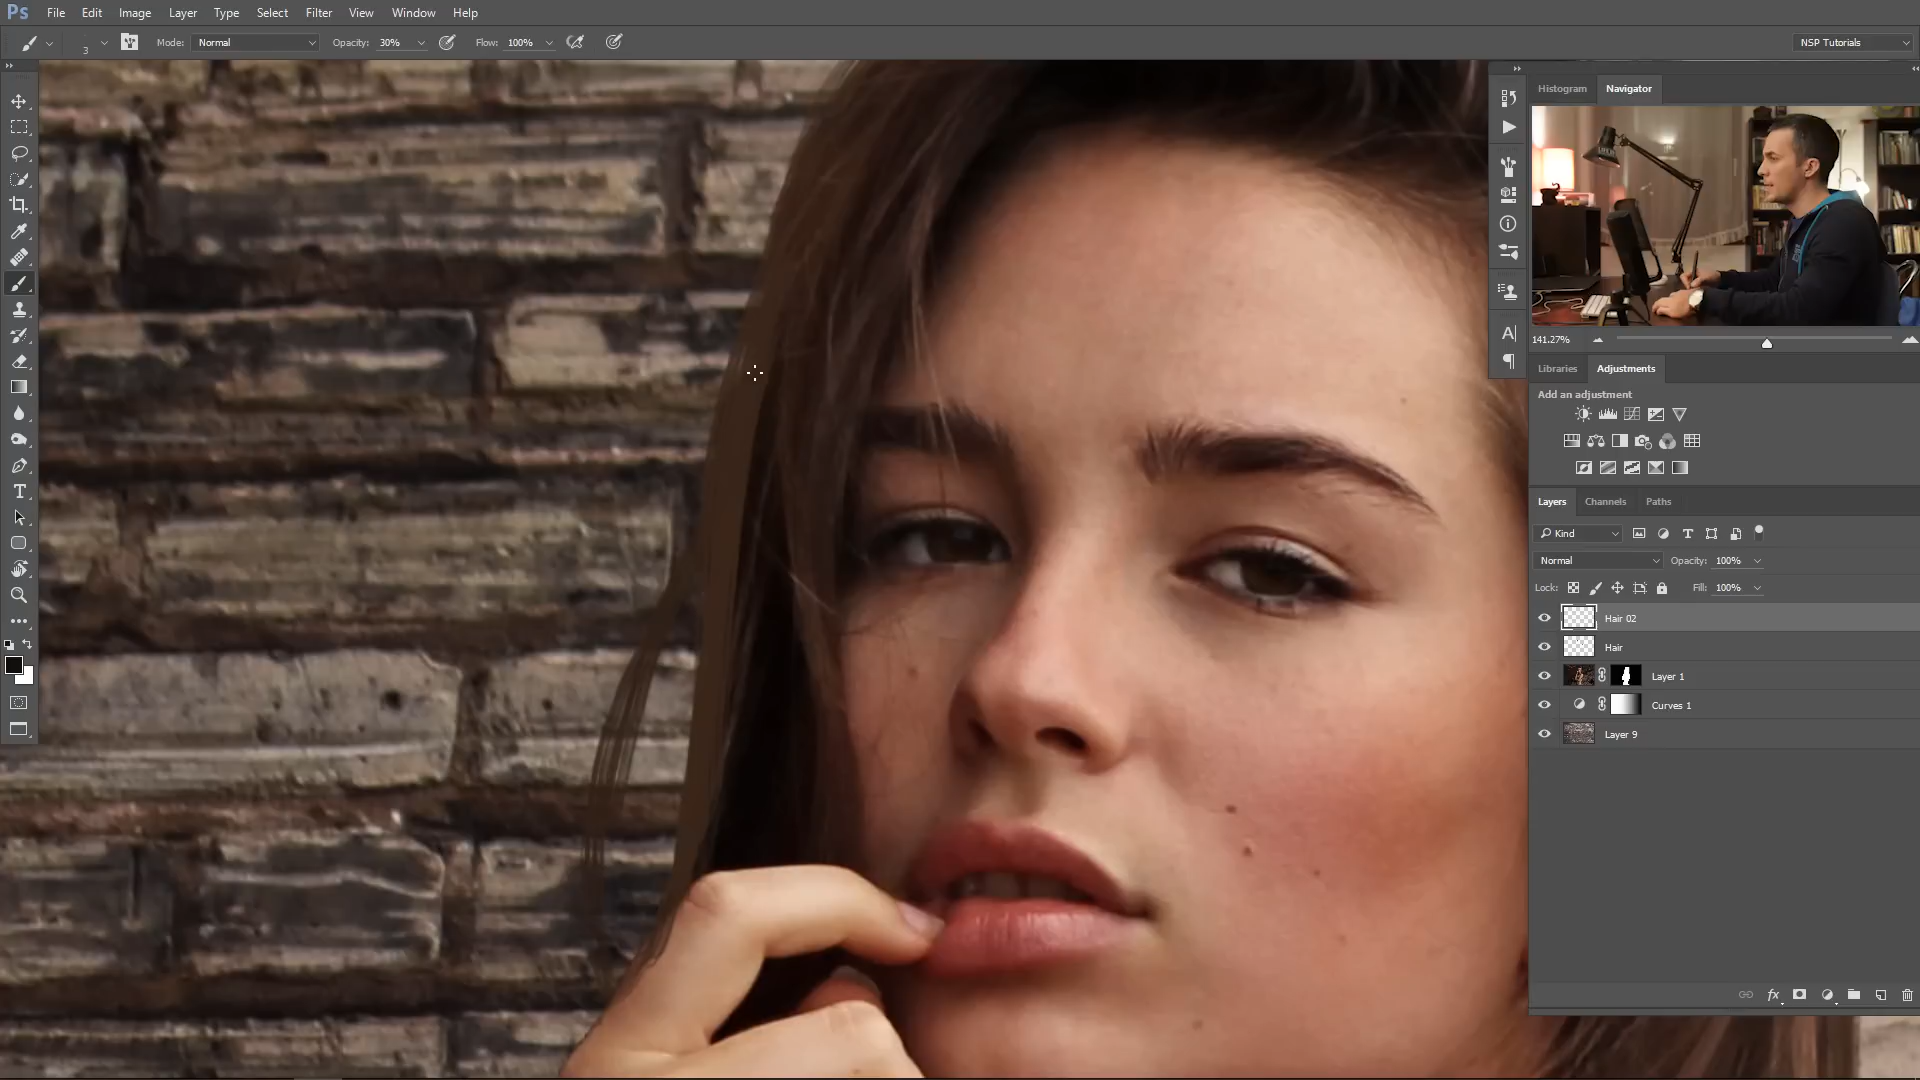 Ps File Edit Image Layer Type Select Filter View Window Help
3 Mode: Normal Opacity: 30% Flow: 100% NSP Tutorials
Histogram Navigator
141.27%
Libraries Adjustments
Add an adjustment
Layers Channels Paths
Kind
Normal Opacity: 100%
Lock: Fill: 100%
Hair 02
Hair
Layer 1
Curves 1
Layer 9
fx